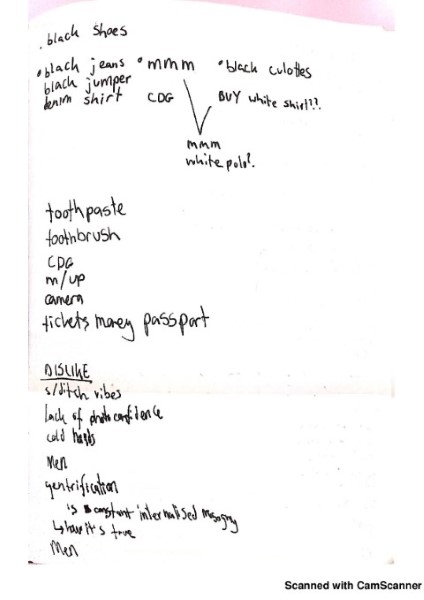 . black shoes
• black jeans • mmm • black culottes
black jumper
denim shirt CDG BUY white shirt??
mmm
white polo?
toothpaste
toothbrush
CDG
m/up
camera
tickets money passport
DISLIKE
s/ditch vibes
lack of photo confidence
cold hands
Men
gentrification
is constant internalised misogyny
↳ how it's true
Men
Scanned with CamScanner